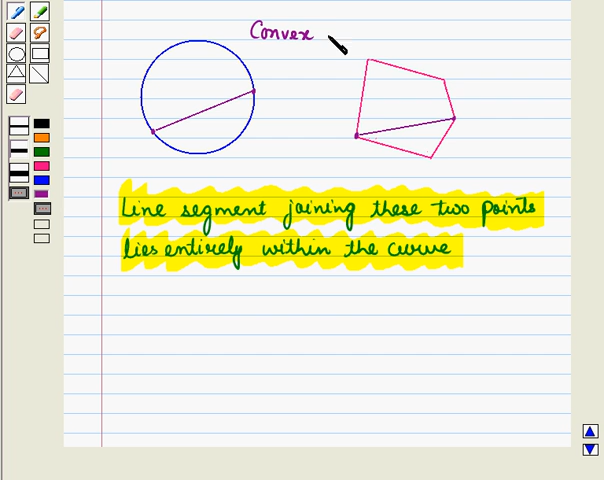 Convex
Line segment joining these two points
lies entirely within the curve